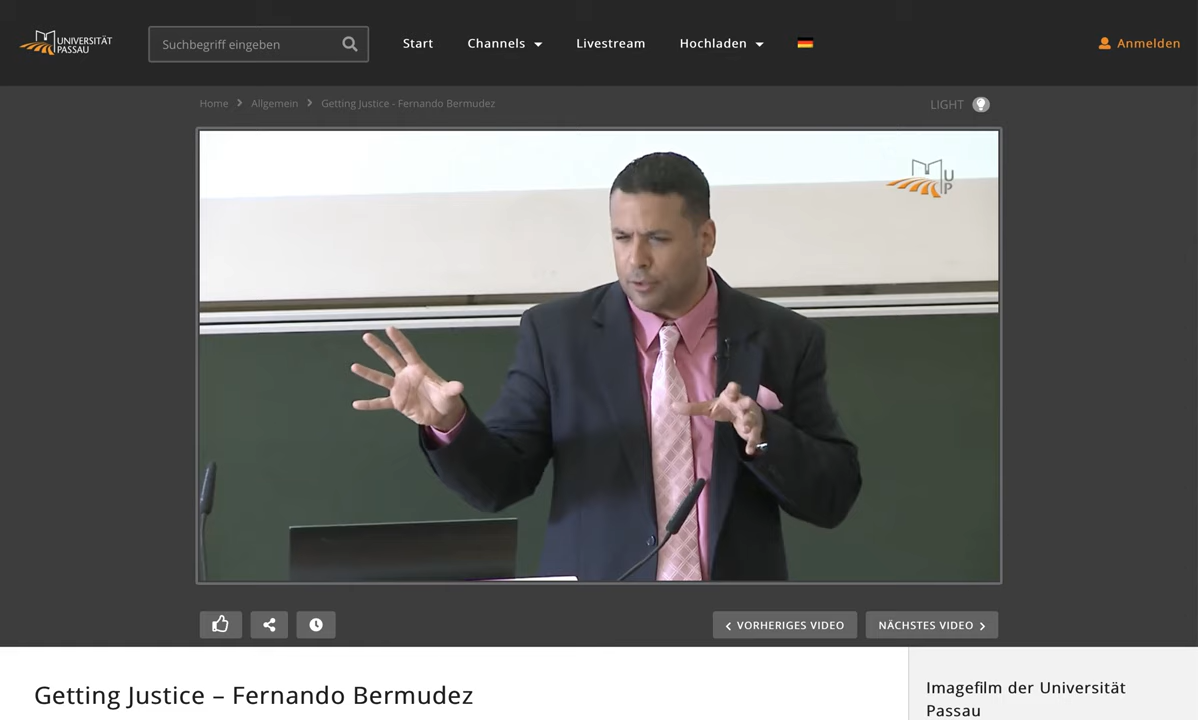 UNIVERSITÄT
PASSAU
Suchbegriff eingeben
Start
Channels
Livestream
Hochladen
Anmelden
Home
Allgemein
Getting Justice - Fernando Bermudez
LIGHT
U
P
VORHERIGES VIDEO
NÄCHSTES VIDEO
Getting Justice – Fernando Bermudez
Imagefilm der Universität
Passau